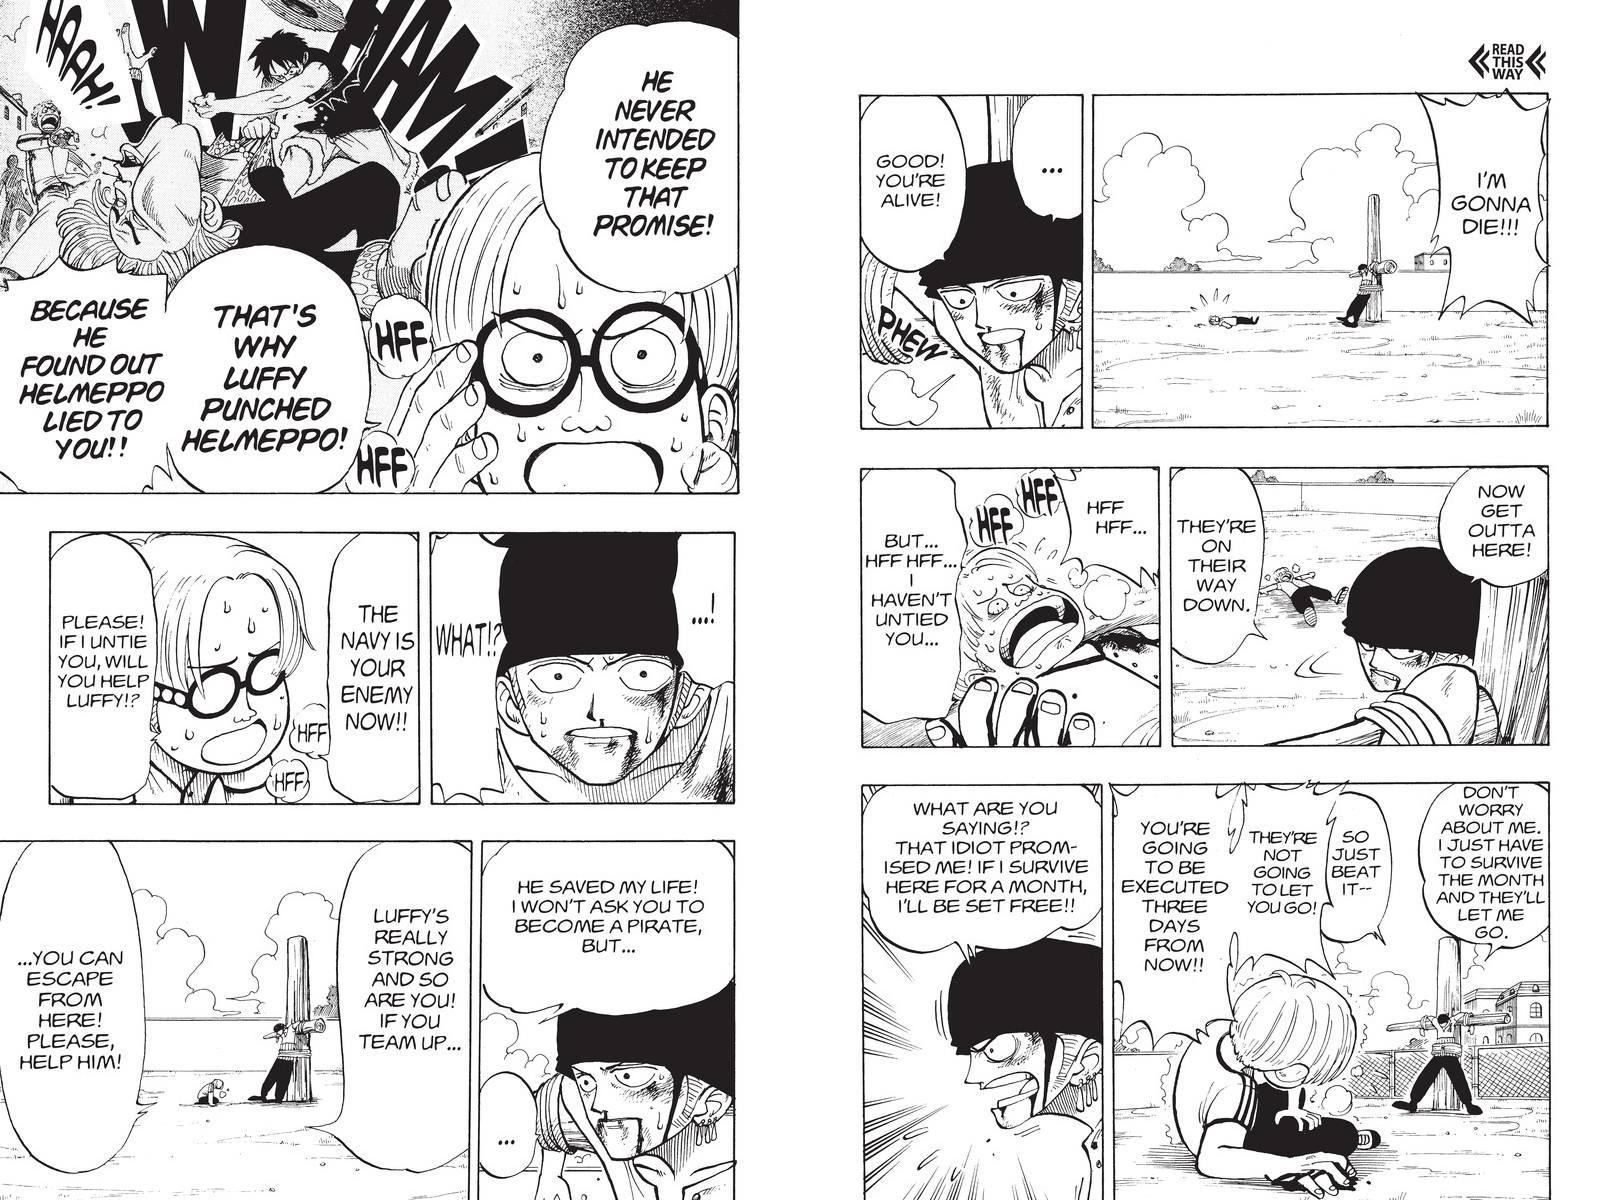 READ
THIS
WAY
I'M
GONNA
DIE!!!
...
GOOD!
YOU'RE
ALIVE!
PHEW
NOW
GET
OUTTA
HERE!
THEY'RE
ON
THEIR
WAY
DOWN.
HFF
HFF...
HFF
HFF
BUT...
HFF HFF...
I
HAVEN'T
UNTIED
YOU...
DON'T
WORRY
ABOUT ME.
I JUST HAVE
TO SURVIVE
THE MONTH
AND THEY'LL
LET ME
GO.
SO
JUST
BEAT
IT--
THEY'RE
NOT
GOING
TO LET
YOU GO!
YOU'RE
GOING
TO BE
EXECUTED
THREE
DAYS
FROM
NOW!!
WHAT ARE YOU
SAYING!?
THAT IDIOT PROM-
ISED ME! IF I SURVIVE
HERE FOR A MONTH,
I'LL BE SET FREE!!
HE
NEVER
INTENDED
TO KEEP
THAT
PROMISE!
WHAM!
HAAAH!
THAT'S
WHY
LUFFY
PUNCHED
HELMEPPO!
HFF
HFF
BECAUSE
HE
FOUND OUT
HELMEPPO
LIED TO
YOU!!
...!
WHAT!?
THE
NAVY IS
YOUR
ENEMY
NOW!!
HFF
HFF
PLEASE!
IF I UNTIE
YOU, WILL
YOU HELP
LUFFY!?
HE SAVED MY LIFE!
I WON'T ASK YOU TO
BECOME A PIRATE,
BUT...
...
LUFFY'S
REALLY
STRONG
AND SO
ARE YOU!
IF YOU
TEAM UP...
...YOU CAN
ESCAPE
FROM
HERE!
PLEASE,
HELP HIM!